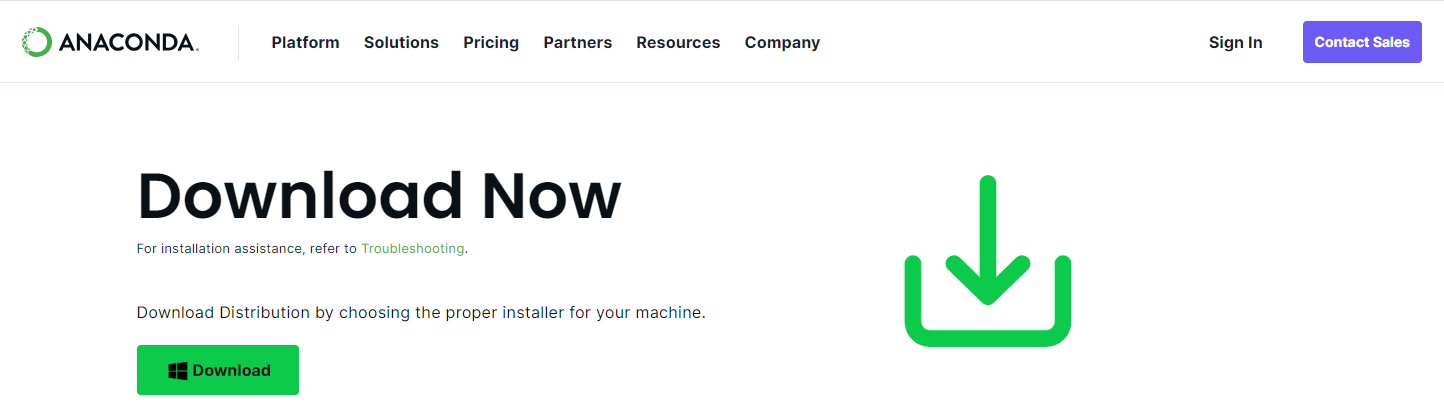 ANACONDA.
Platform Solutions Pricing Partners Resources Company Sign In Contact Sales
Download Now
For installation assistance, refer to Troubleshooting.
Download Distribution by choosing the proper installer for your machine.
Download